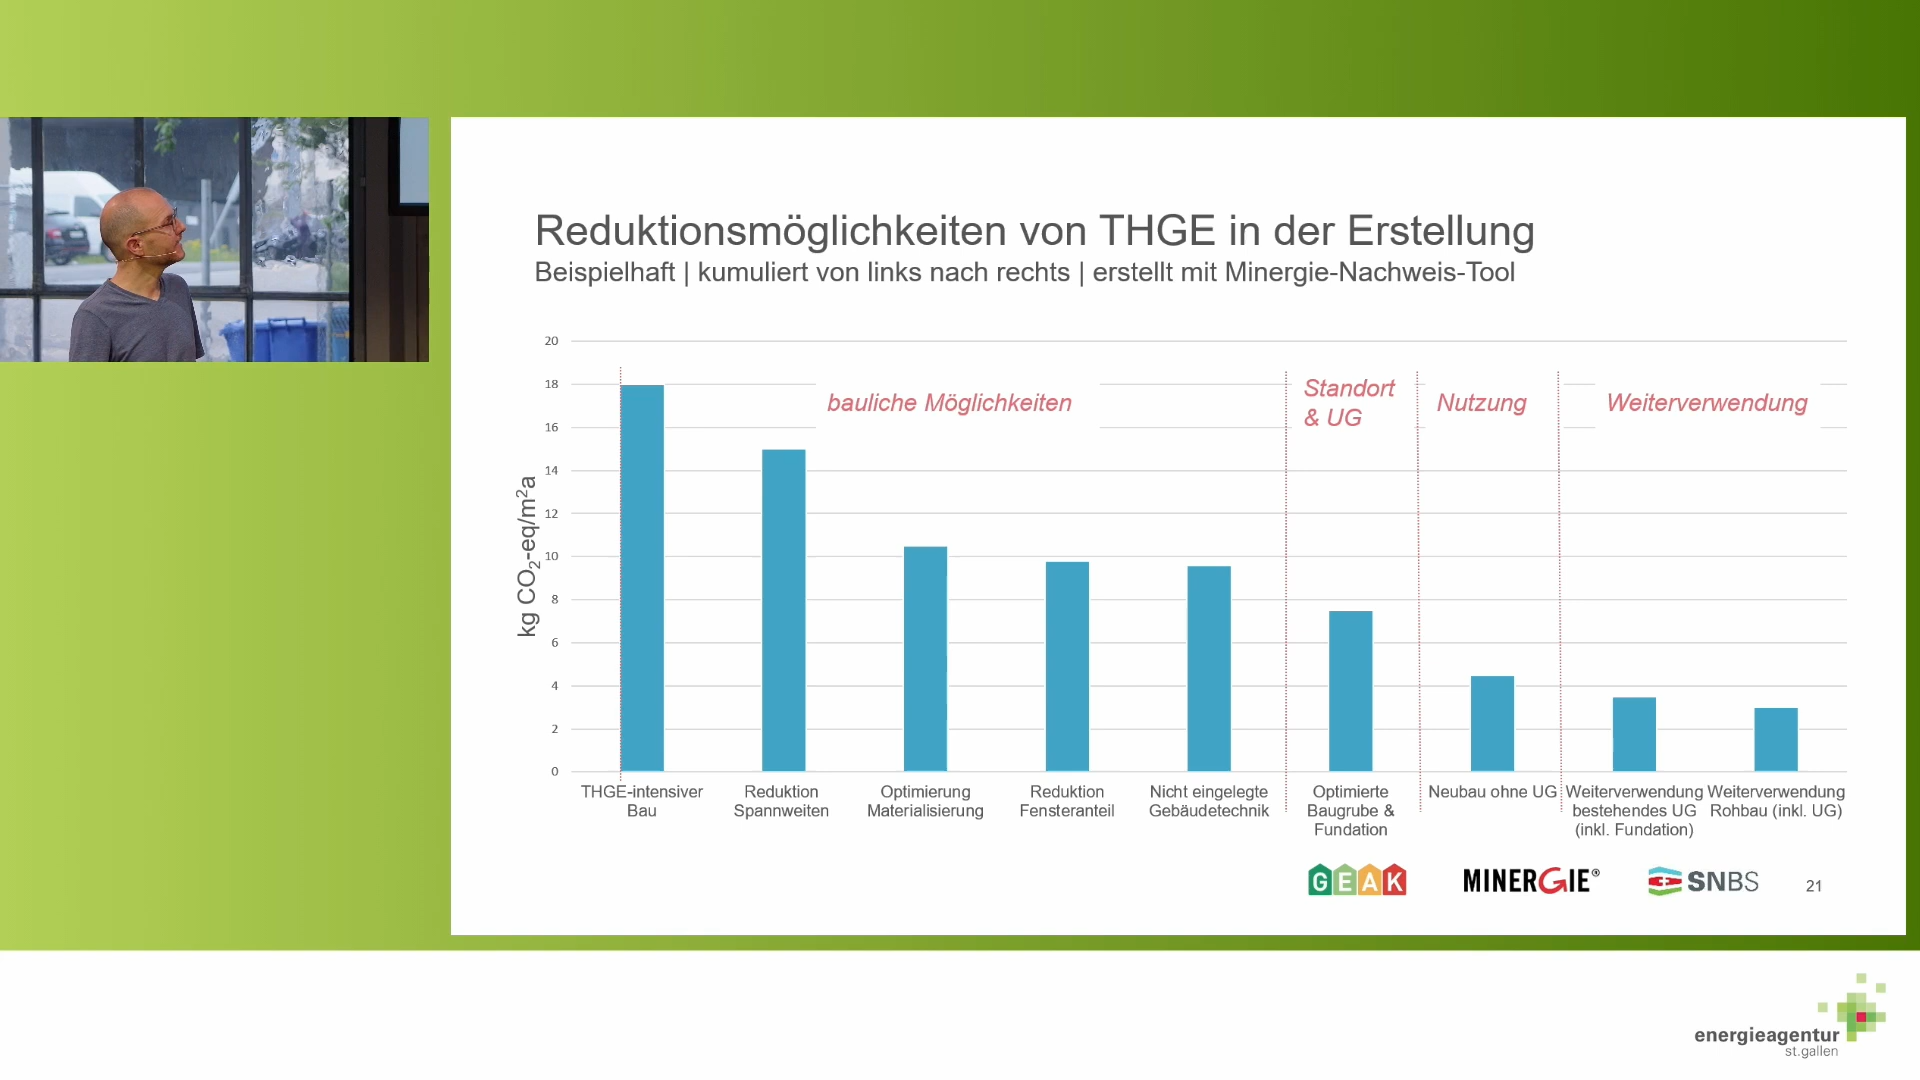 Reduktionsmöglichkeiten von THGE in der Erstellung
Beispielhaft | kumuliert von links nach rechts | erstellt mit Minergie-Nachweis-Tool
kg CO₂-eq/m²a
20
18
16
14
12
10
8
6
4
2
0
bauliche Möglichkeiten
Standort
& UG
Nutzung
Weiterverwendung
THGE-intensiver
Bau
Reduktion
Spannweiten
Optimierung
Materialisierung
Reduktion
Fensteranteil
Nicht eingelegte
Gebäudetechnik
Optimierte
Baugrube &
Fundation
Neubau ohne UG
Weiterverwendung
bestehendes UG
(inkl. Fundation)
Weiterverwendung
Rohbau (inkl. UG)
GEAK
MINERGIE®
SNBS
21
energieagentur
st.gallen